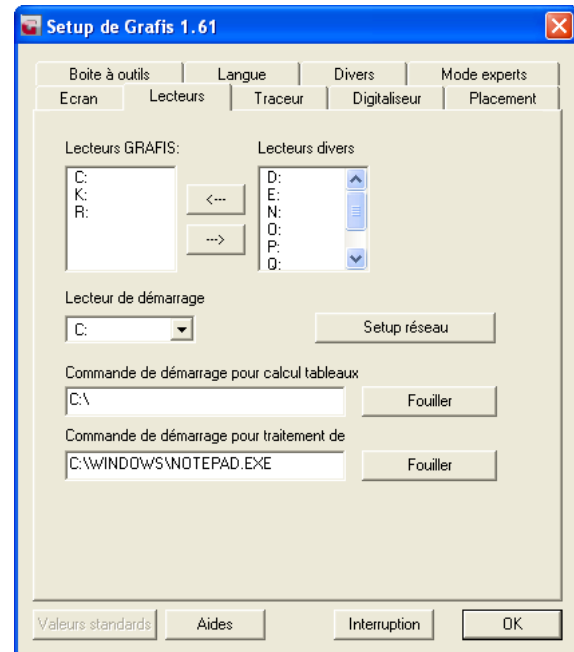 Setup de Grafis 1.61
Boite à outils Langue Divers Mode experts
Ecran Lecteurs Traceur Digitaliseur Placement
Lecteurs GRAFIS: Lecteurs divers
C: D:
K: <--- E:
R: N:
O:
---> P:
Q:
Lecteur de démarrage
C: Setup réseau
Commande de démarrage pour calcul tableaux
C:\ Fouiller
Commande de démarrage pour traitement de
C:\WINDOWS\NOTEPAD.EXE Fouiller
Valeurs standards Aides Interruption OK